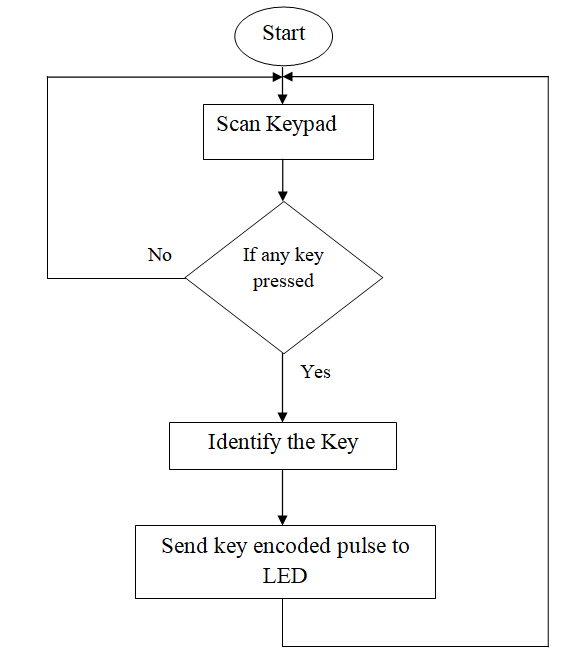 Start
Scan Keypad
If any key
pressed
No
Yes
Identify the Key
Send key encoded pulse to
LED